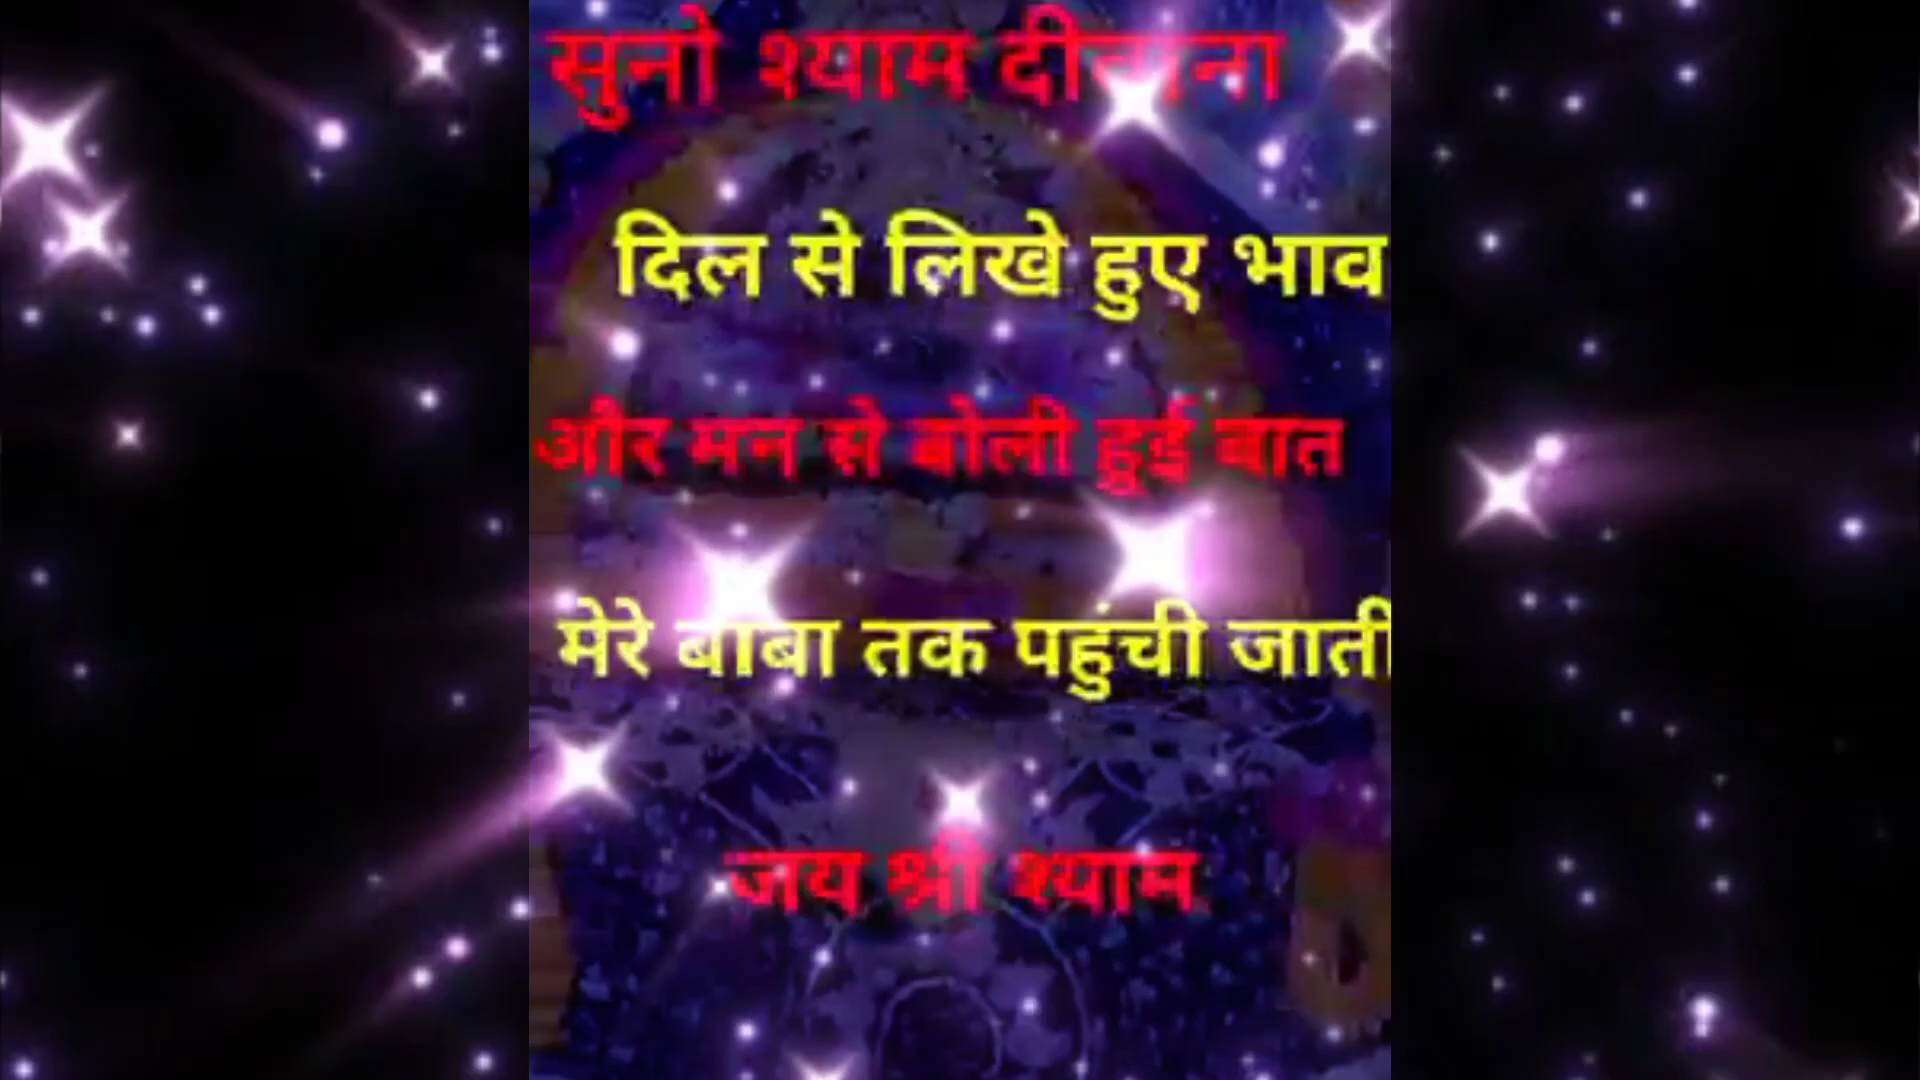 सुनो श्याम
दिल से लिखे हुए भाव
और मन से बोली हुई बात
मेरे बाबा तक पहुंची जाती
जय श्री श्याम